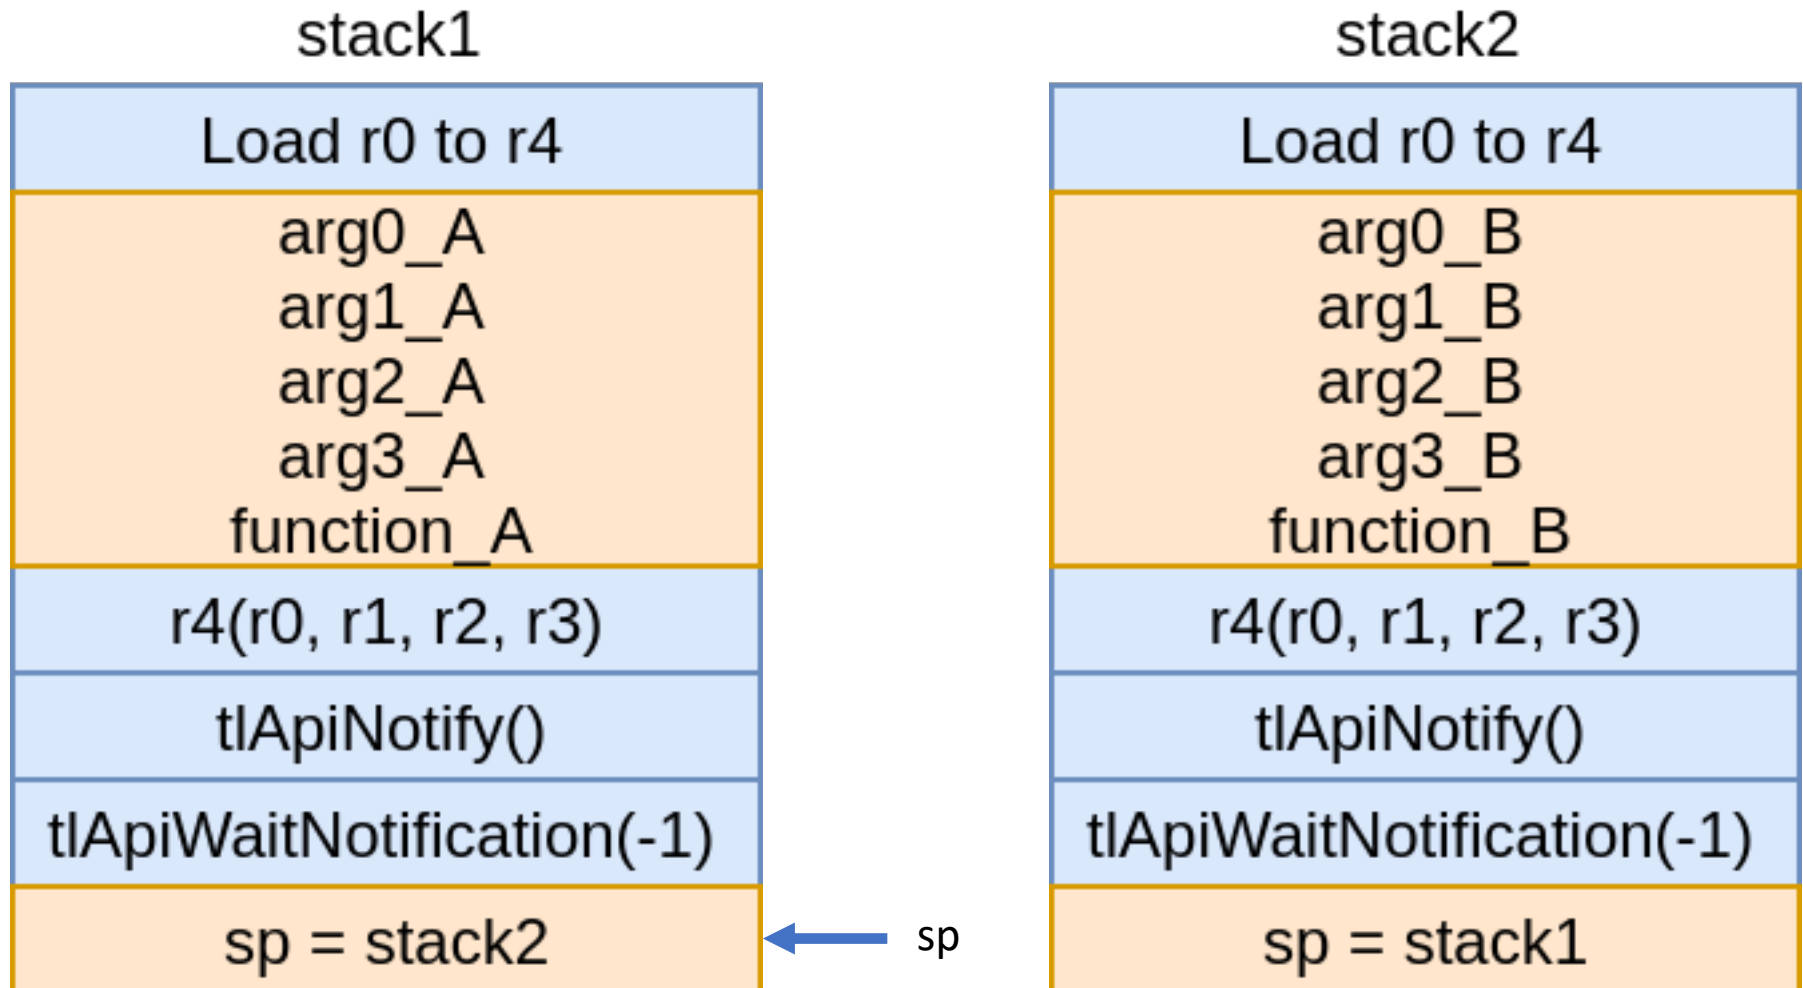 stack1
Load r0 to r4
arg0_A
arg1_A
arg2_A
arg3_A
function_A
r4(r0, r1, r2, r3)
tlApiNotify()
tlApiWaitNotification(-1)
sp = stack2
sp
stack2
Load r0 to r4
arg0_B
arg1_B
arg2_B
arg3_B
function_B
r4(r0, r1, r2, r3)
tlApiNotify()
tlApiWaitNotification(-1)
sp = stack1